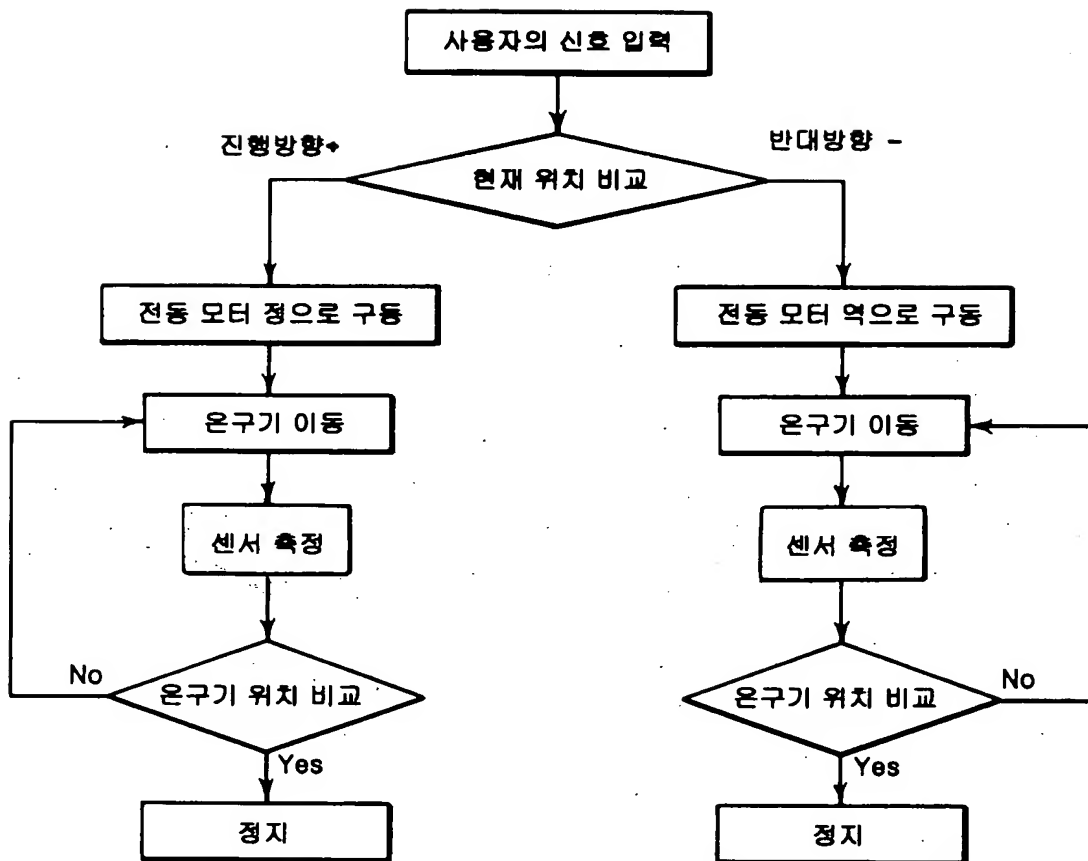 사용자의 신호 입력
진행방향+
반대방향 -
현재 위치 비교
전동 모터 정으로 구동
전동 모터 역으로 구동
온구기 이동
온구기 이동
센서 측정
센서 측정
No
온구기 위치 비교
온구기 위치 비교
No
Yes
Yes
정지
정지